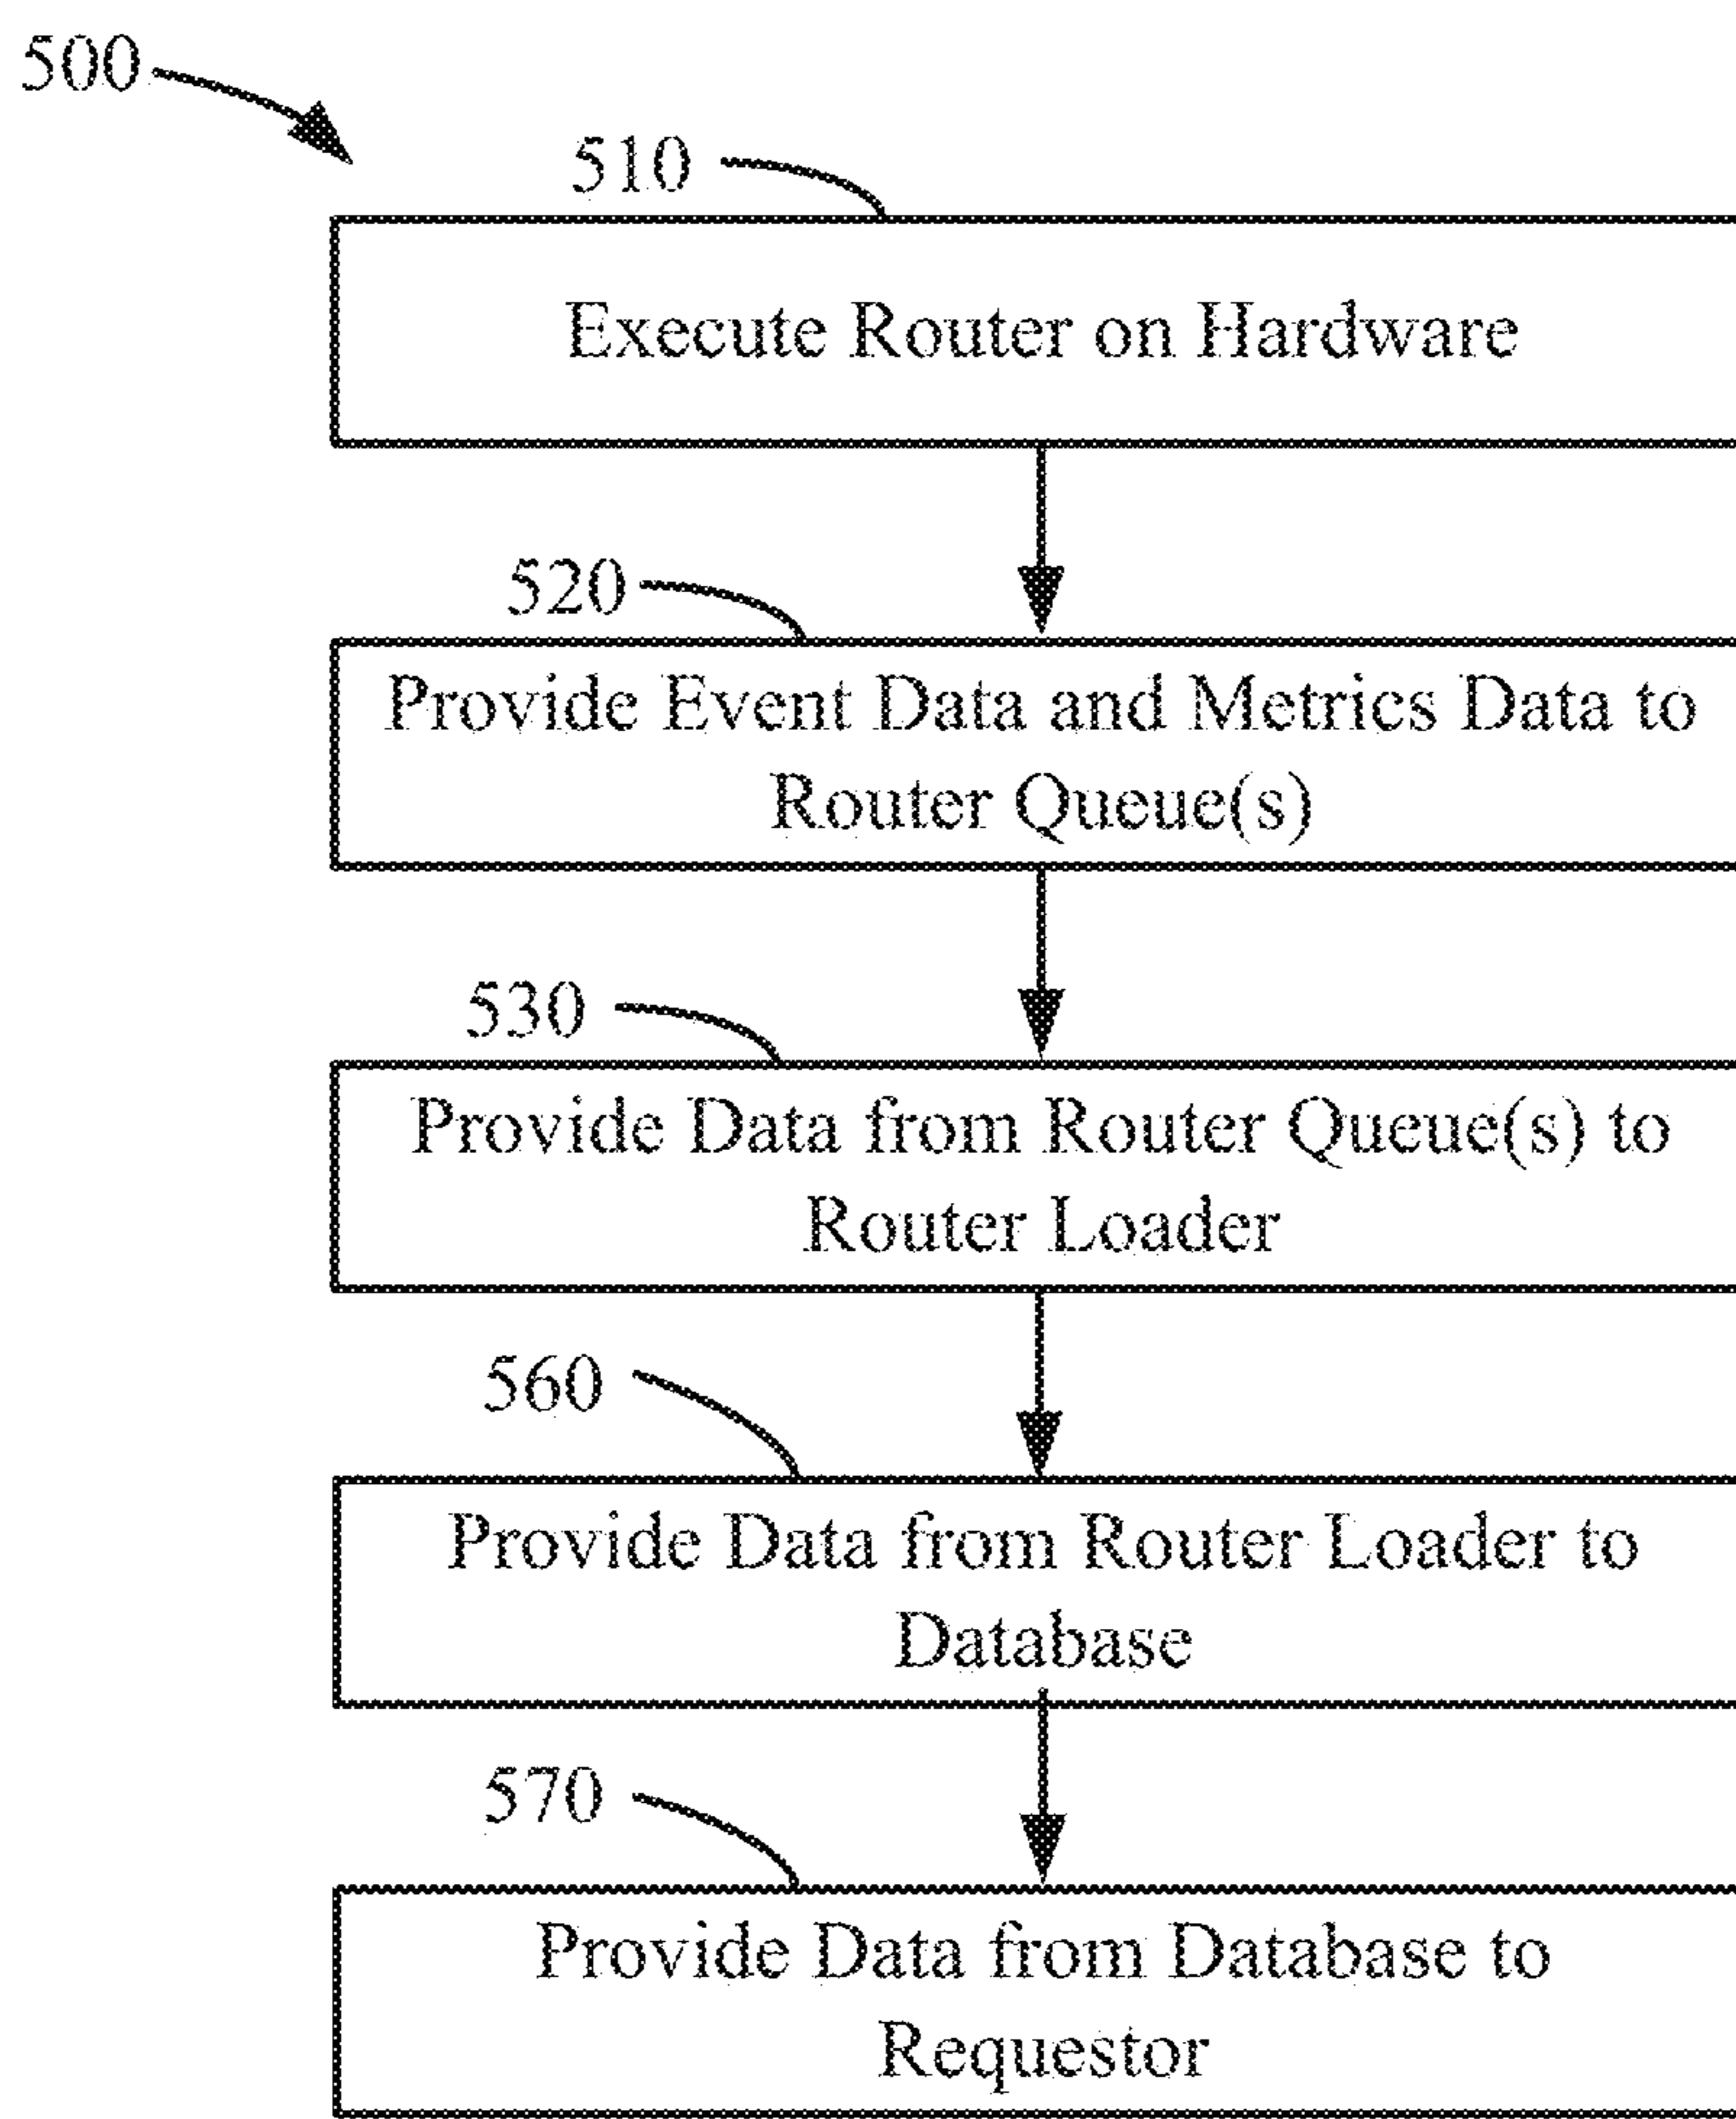 500
510
Execute Router on Hardware
520
Provide Event Data and Metrics Data to
Router Queue(s)
530
Provide Data from Router Queue(s) to
Router Loader
560
Provide Data from Router Loader to
Database
570
Provide Data from Database to
Requestor